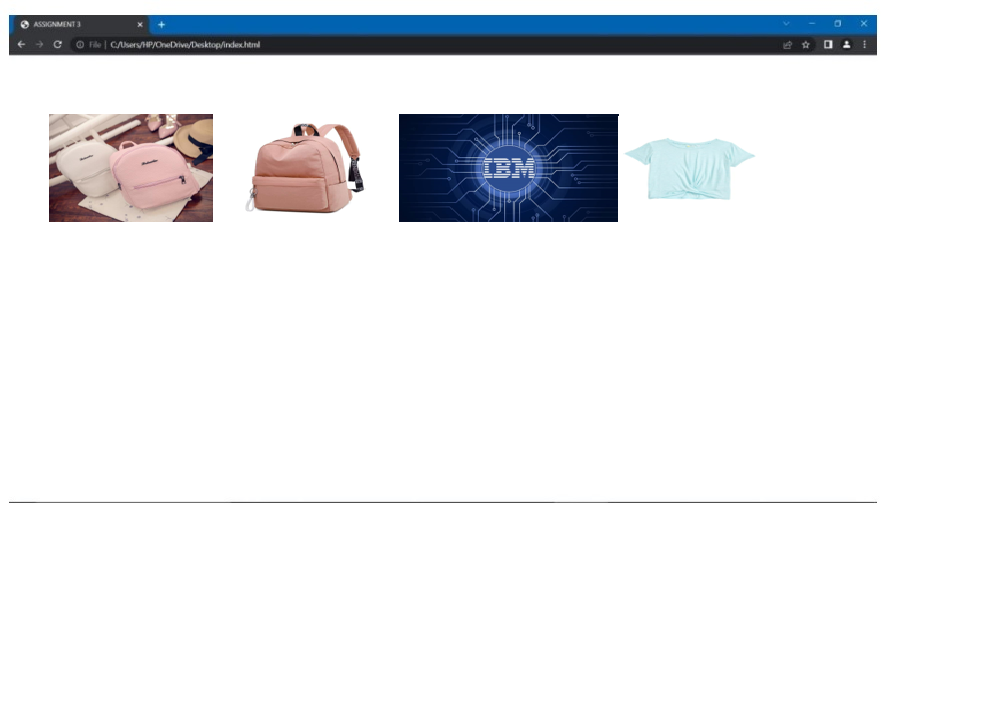 ASSIGNMENT 3
File | C:/Users/HP/OneDrive/Desktop/index.html
IBM